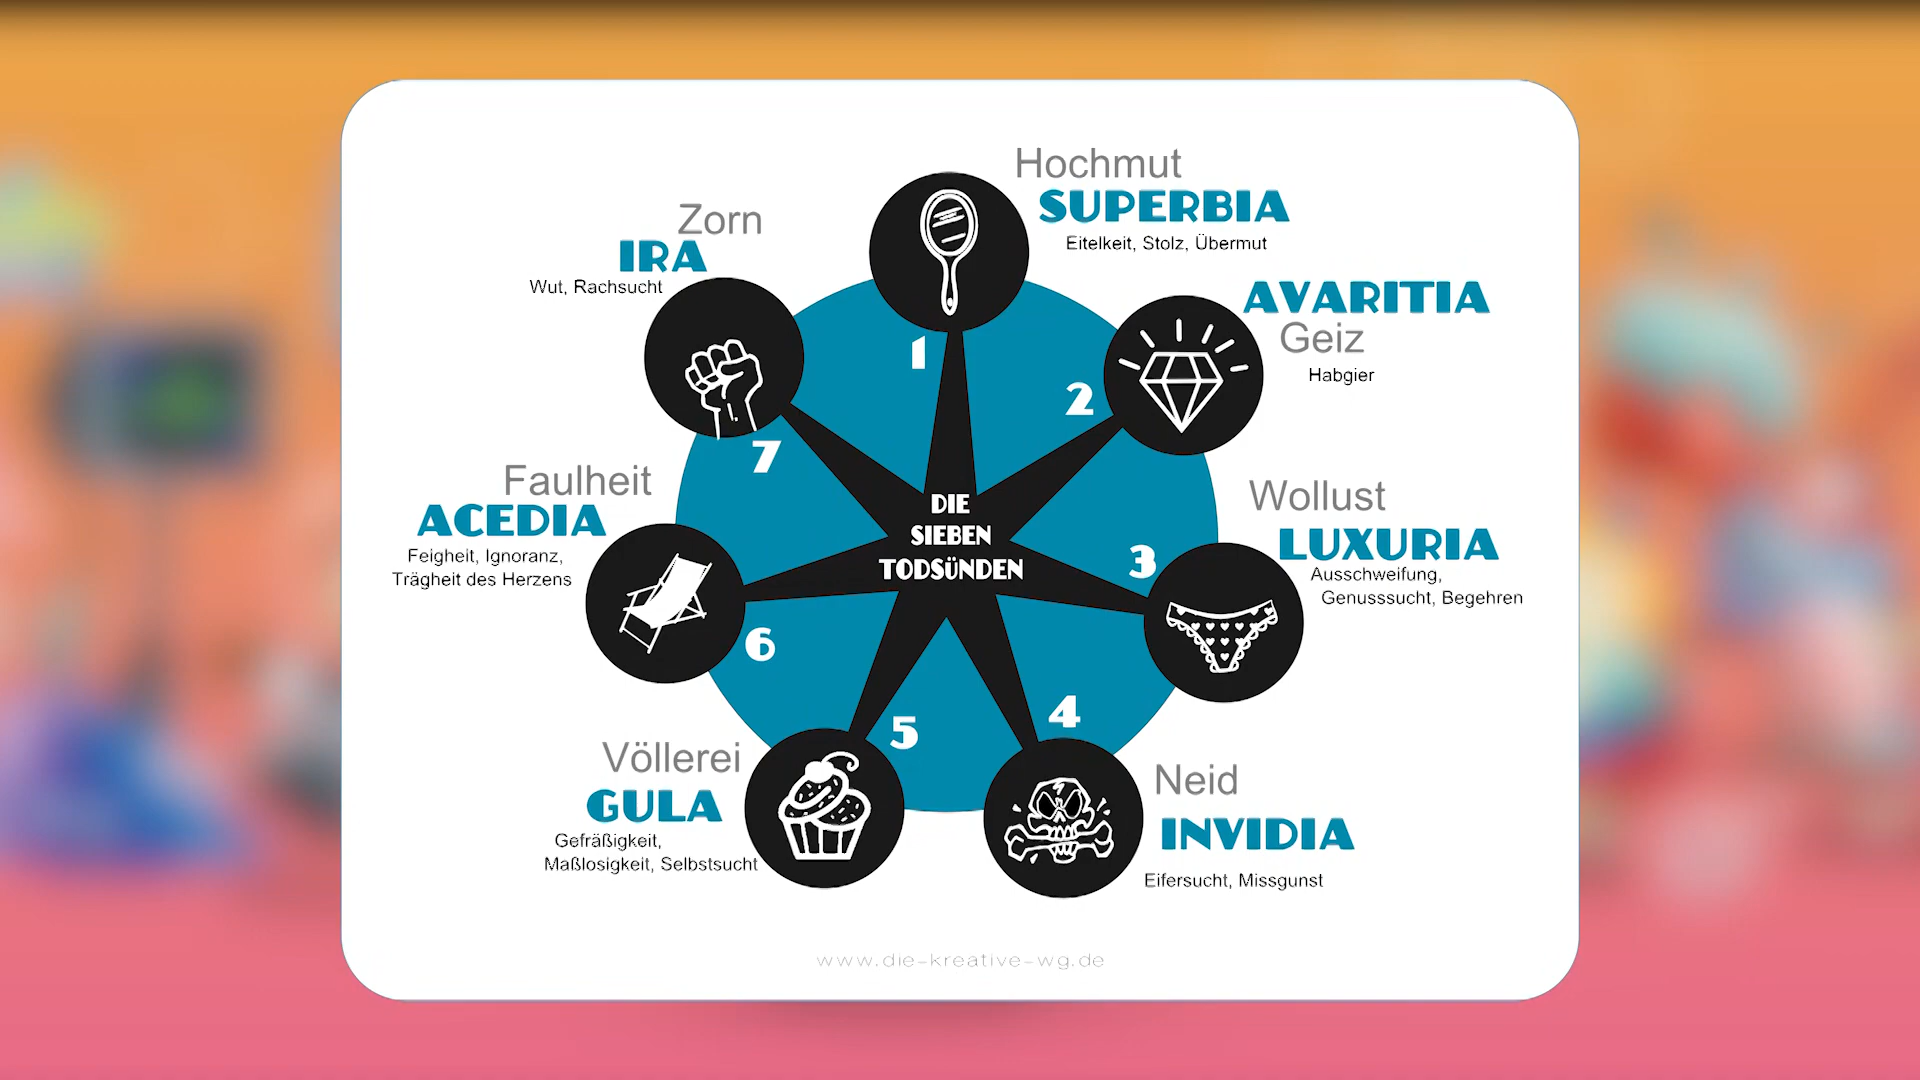 Hochmut
SUPERBIA
Eitelkeit, Stolz, Übermut
AVARITIA
Geiz
Habgier
Wollust
LUXURIA
Ausschweifung,
Genusssucht, Begehren
Neid
INVIDIA
Eifersucht, Missgunst
Völlerei
GULA
Gefräßigkeit,
Maßlosigkeit, Selbstsucht
Faulheit
ACEDIA
Feigheit, Ignoranz,
Trägheit des Herzens
Zorn
IRA
Wut, Rachsucht
1
2
3
4
5
6
7
DIE
SIEBEN
TODSÜNDEN
www.die-kreative-wg.de